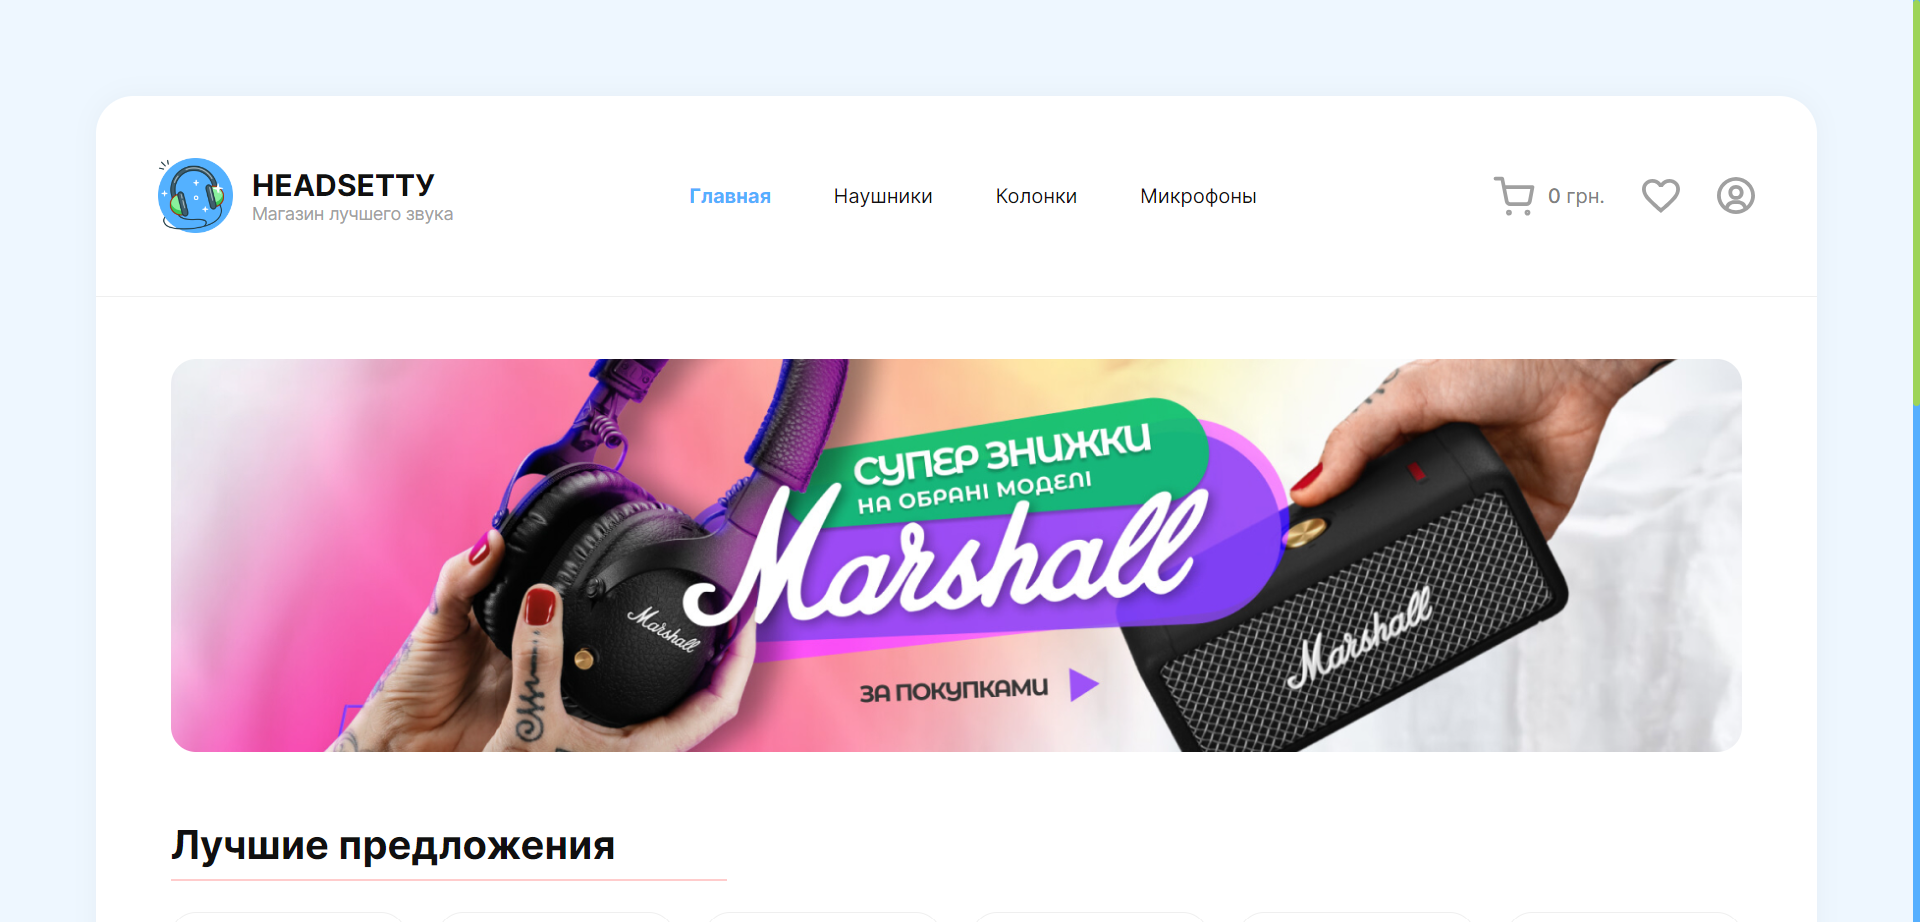 HEADSETTY
Магазин лучшего звука
Главная
Наушники
Колонки
Микрофоны
0 грн.
СУПЕР ЗНИЖКИ
НА ОБРАНІ МОДЕЛІ
Marshall
Marshall
Marshall
ЗА ПОКУПКАМИ
Лучшие предложения